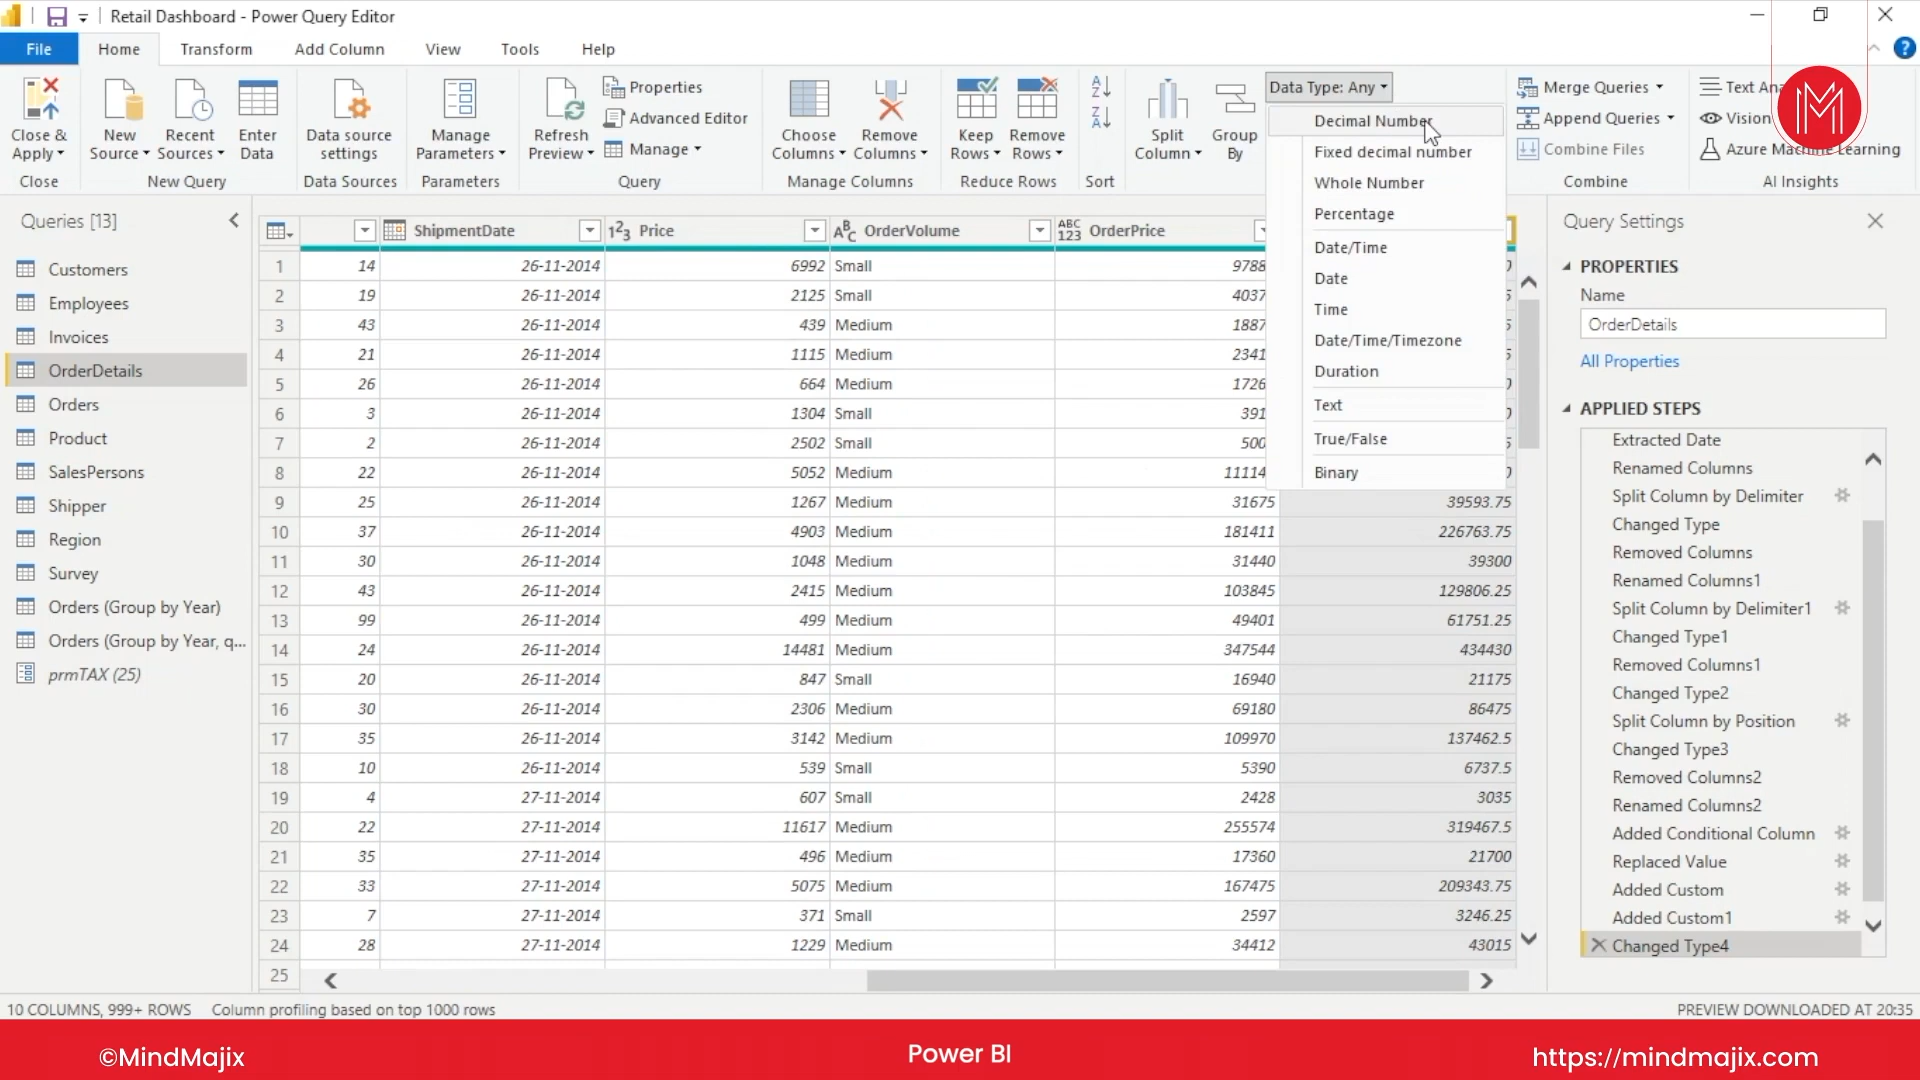 Retail Dashboard - Power Query Editor
File
Home
Transform
Add Column
View
Tools
Help
?
Close &
Apply
Close
New
Source
Recent
Sources
Enter
Data
New Query
Data source
settings
Data Sources
Manage
Parameters
Parameters
Refresh
Preview
Properties
Advanced Editor
Manage
Query
Choose
Columns
Remove
Columns
Manage Columns
Keep
Rows
Remove
Rows
Reduce Rows
Sort
Split
Column
Group
By
Data Type: Any
Decimal Number
Fixed decimal number
Whole Number
Percentage
Date/Time
Date
Time
Date/Time/Timezone
Duration
Text
True/False
Binary
Merge Queries
Append Queries
Combine Files
Combine
Text Ana
Vision
Azure Machine Learning
AI Insights
Queries [13]
Customers
Employees
Invoices
OrderDetails
Orders
Product
SalesPersons
Shipper
Region
Survey
Orders (Group by Year)
Orders (Group by Year, q...
prmTAX (25)
ShipmentDate 123 Price ABC OrderVolume ABC 123 OrderPrice
1 14 26-11-2014 6992 Small 9788
2 19 26-11-2014 2125 Small 4037
3 43 26-11-2014 439 Medium 1887
4 21 26-11-2014 1115 Medium 2341
5 26 26-11-2014 664 Medium 1726
6 3 26-11-2014 1304 Small 391
7 2 26-11-2014 2502 Small 500
8 22 26-11-2014 5052 Medium 11114
9 25 26-11-2014 1267 Medium 31675 39593.75
10 37 26-11-2014 4903 Medium 181411 226763.75
11 30 26-11-2014 1048 Medium 31440 39300
12 43 26-11-2014 2415 Medium 103845 129806.25
13 99 26-11-2014 499 Medium 49401 61751.25
14 24 26-11-2014 14481 Medium 347544 434430
15 20 26-11-2014 847 Small 16940 21175
16 30 26-11-2014 2306 Medium 69180 86475
17 35 26-11-2014 3142 Medium 109970 137462.5
18 10 26-11-2014 539 Small 5390 6737.5
19 4 27-11-2014 607 Small 2428 3035
20 22 27-11-2014 11617 Medium 255574 319467.5
21 35 27-11-2014 496 Medium 17360 21700
22 33 27-11-2014 5075 Medium 167475 209343.75
23 7 27-11-2014 371 Small 2597 3246.25
24 28 27-11-2014 1229 Medium 34412 43015
25
Query Settings
PROPERTIES
Name
OrderDetails
All Properties
APPLIED STEPS
Extracted Date
Renamed Columns
Split Column by Delimiter
Changed Type
Removed Columns
Renamed Columns1
Split Column by Delimiter1
Changed Type1
Removed Columns1
Changed Type2
Split Column by Position
Changed Type3
Removed Columns2
Renamed Columns2
Added Conditional Column
Replaced Value
Added Custom
Added Custom1
Changed Type4
10 COLUMNS, 999+ ROWS Column profiling based on top 1000 rows
PREVIEW DOWNLOADED AT 20:35
©MindMajix
Power BI
https://mindmajix.com